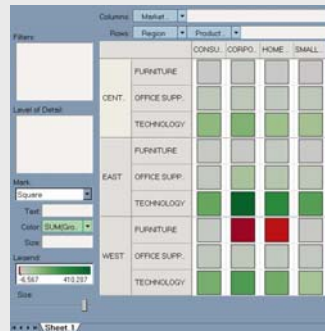 Columns: Market..
Rows: Region Product..
Filters:
CONSU.. CORPO.. HOME .. SMALL..
CENT.. FURNITURE
OFFICE SUPP..
TECHNOLOGY
Level of Detail:
EAST FURNITURE
OFFICE SUPP..
TECHNOLOGY
Mark:
Square
Text:
Color: SUM(Gro..
Size:
WEST FURNITURE
OFFICE SUPP..
TECHNOLOGY
Legend:
-6,567 410,287
Size:
Sheet 1